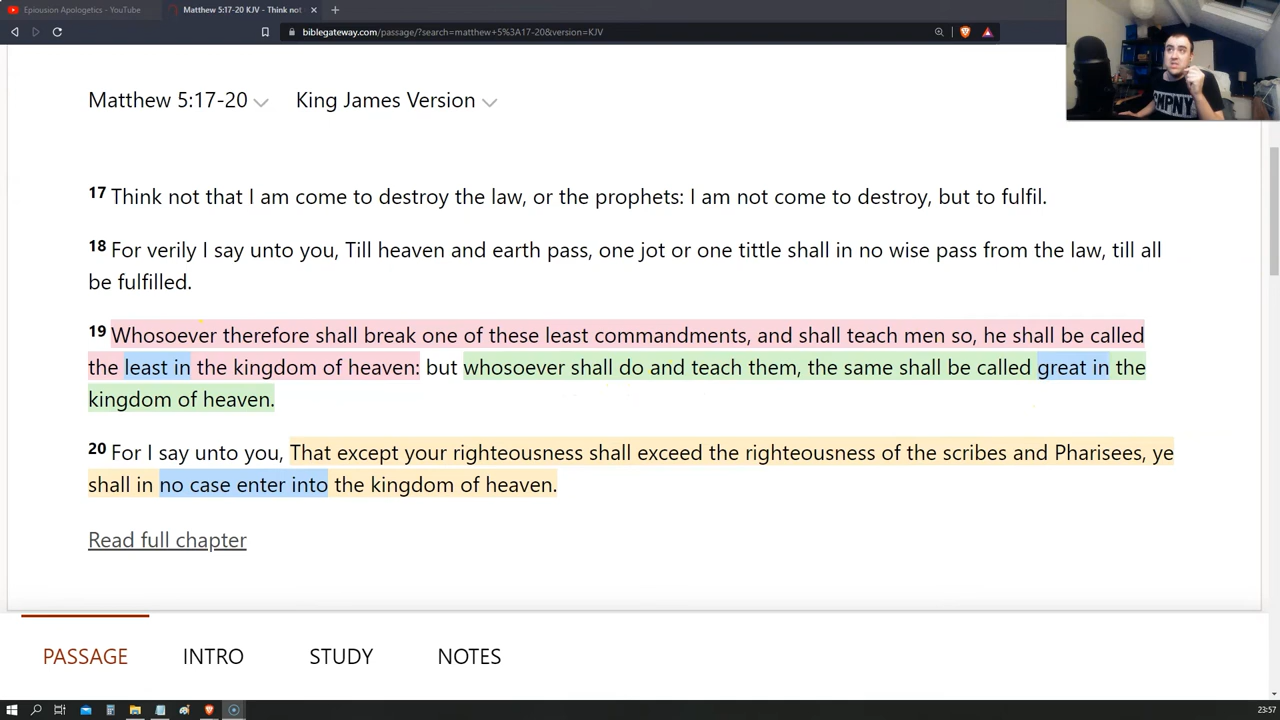 Epiousion Apologetics - YouTube
Matthew 5:17-20 KJV - Think not
biblegateway.com/passage/?search=matthew+5%3A17-20&version=KJV
MPNY
Matthew 5:17-20
King James Version
17 Think not that I am come to destroy the law, or the prophets: I am not come to destroy, but to fulfil.
18 For verily I say unto you, Till heaven and earth pass, one jot or one tittle shall in no wise pass from the law, till all
be fulfilled.
19 Whosoever therefore shall break one of these least commandments, and shall teach men so, he shall be called
the least in the kingdom of heaven: but whosoever shall do and teach them, the same shall be called great in the
kingdom of heaven.
20 For I say unto you, That except your righteousness shall exceed the righteousness of the scribes and Pharisees, ye
shall in no case enter into the kingdom of heaven.
Read full chapter
PASSAGE
INTRO
STUDY
NOTES
23:57